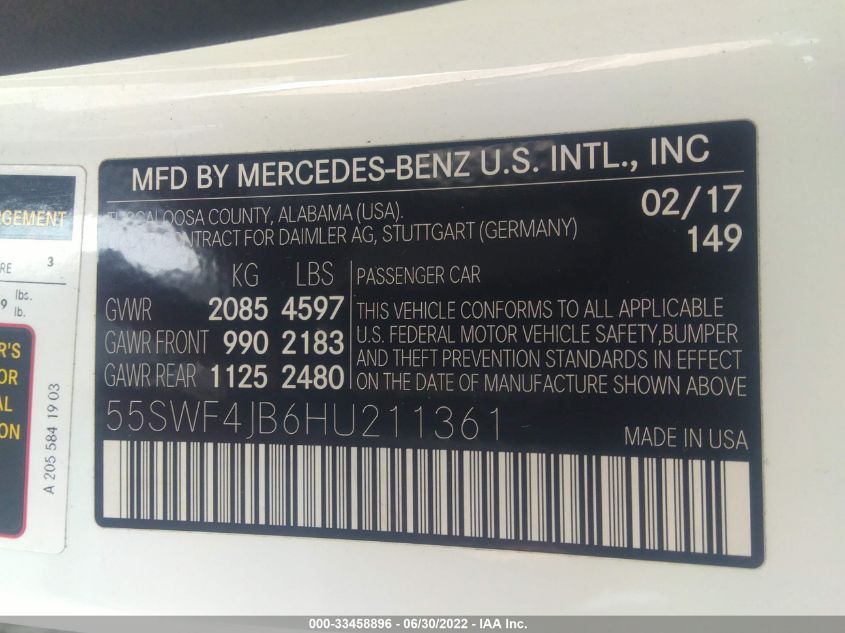 MFD BY MERCEDES-BENZ U.S. INTL., INC
COUNTY, ALABAMA (USA).
02/17
CONTRACT FOR DAIMLER AG, STUTTGART (GERMANY)
149
KG LBS
GVWR 2085 4597
GAWR FRONT 990 2183
GAWR REAR 1125 2480
PASSENGER CAR
THIS VEHICLE CONFORMS TO ALL APPLICABLE
U.S. FEDERAL MOTOR VEHICLE SAFETY,BUMPER
AND THEFT PREVENTION STANDARDS IN EFFECT
ON THE DATE OF MANUFACTURE SHOWN ABOVE
55SWF4JB6HU211361
MADE IN USA
3
lbs.
lb.
A 205 584 19 03
000-33458896 - 06/30/2022 - IAA Inc.